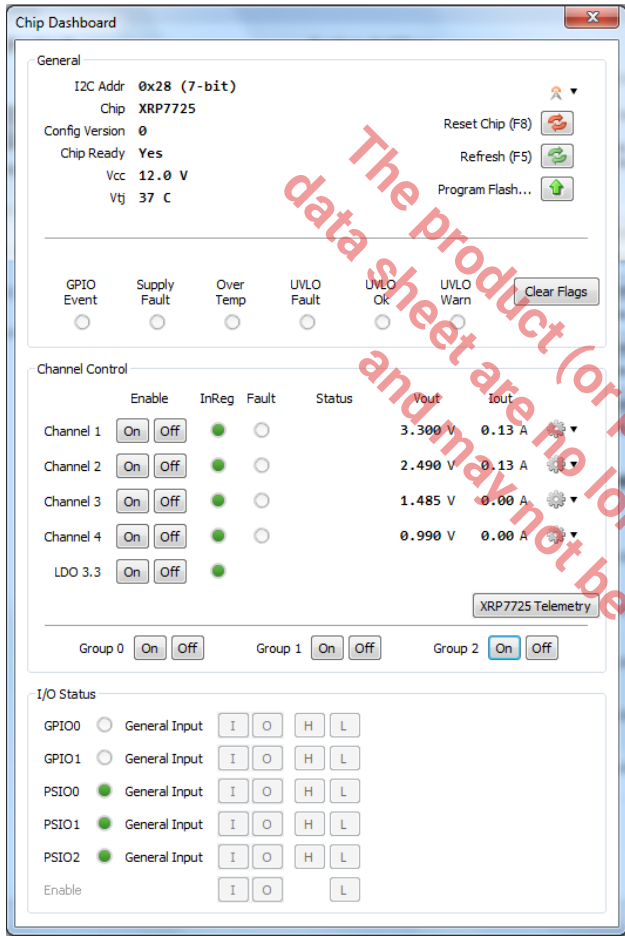 Chip Dashboard
General
I2C Addr 0x28 (7-bit)
Chip XRP7725
Config Version 0
Chip Ready Yes
Vcc 12.0 V
Vtj 37 C
Reset Chip (F8)
Refresh (F5)
Program Flash...
GPIO Event Supply Fault Over Temp UVLO Fault UVLO Ok UVLO Warn Clear Flags
Channel Control
Enable InReg Fault Status Vout Iout
Channel 1 On Off 3.300 V 0.13 A
Channel 2 On Off 2.490 V 0.13 A
Channel 3 On Off 1.485 V 0.00 A
Channel 4 On Off 0.990 V 0.00 A
LDO 3.3 On Off
XRP7725 Telemetry
Group 0 On Off Group 1 On Off Group 2 On Off
I/O Status
GPIO0 General Input I O H L
GPIO1 General Input I O H L
PSIO0 General Input I O H L
PSIO1 General Input I O H L
PSIO2 General Input I O H L
Enable I O L
The product (or
data sheet are no lon
and may not be